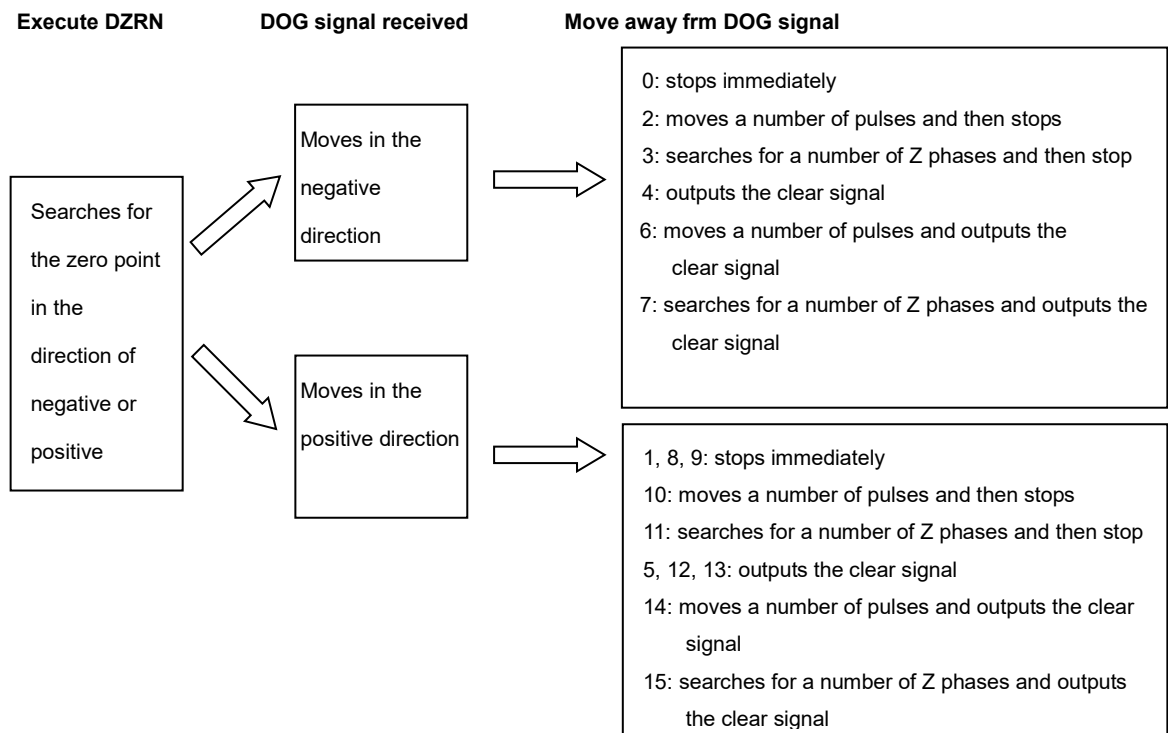 Execute DZRN
DOG signal received
Move away frm DOG signal
Searches for
the zero point
in the
direction of
negative or
positive
Moves in the
negative
direction
0: stops immediately
2: moves a number of pulses and then stops
3: searches for a number of Z phases and then stop
4: outputs the clear signal
6: moves a number of pulses and outputs the
clear signal
7: searches for a number of Z phases and outputs the
clear signal
Moves in the
positive direction
1, 8, 9: stops immediately
10: moves a number of pulses and then stops
11: searches for a number of Z phases and then stop
5, 12, 13: outputs the clear signal
14: moves a number of pulses and outputs the clear
signal
15: searches for a number of Z phases and outputs
the clear signal